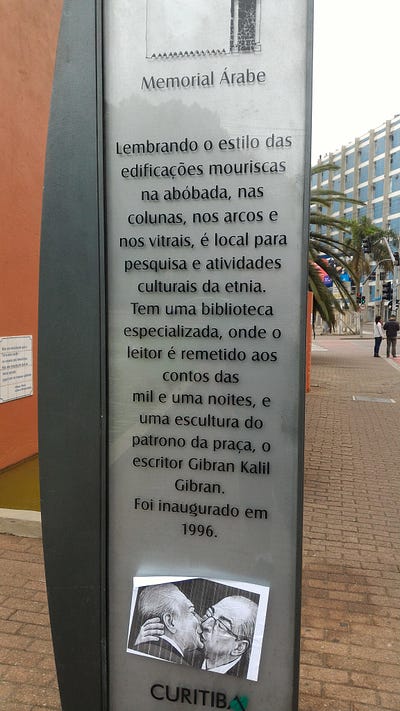 Memorial Árabe
Lembrando o estilo das
edificações mouriscas
na abóbada, nas
colunas, nos arcos e
nos vitrais, é local para
pesquisa e atividades
culturais da etnia.
Tem uma biblioteca
especializada, onde o
leitor é remetido aos
contos das
mil e uma noites, e
uma escultura do
patrono da praça, o
escritor Gibran Kalil
Gibran.
Foi inaugurado em
1996.
CURITIBA